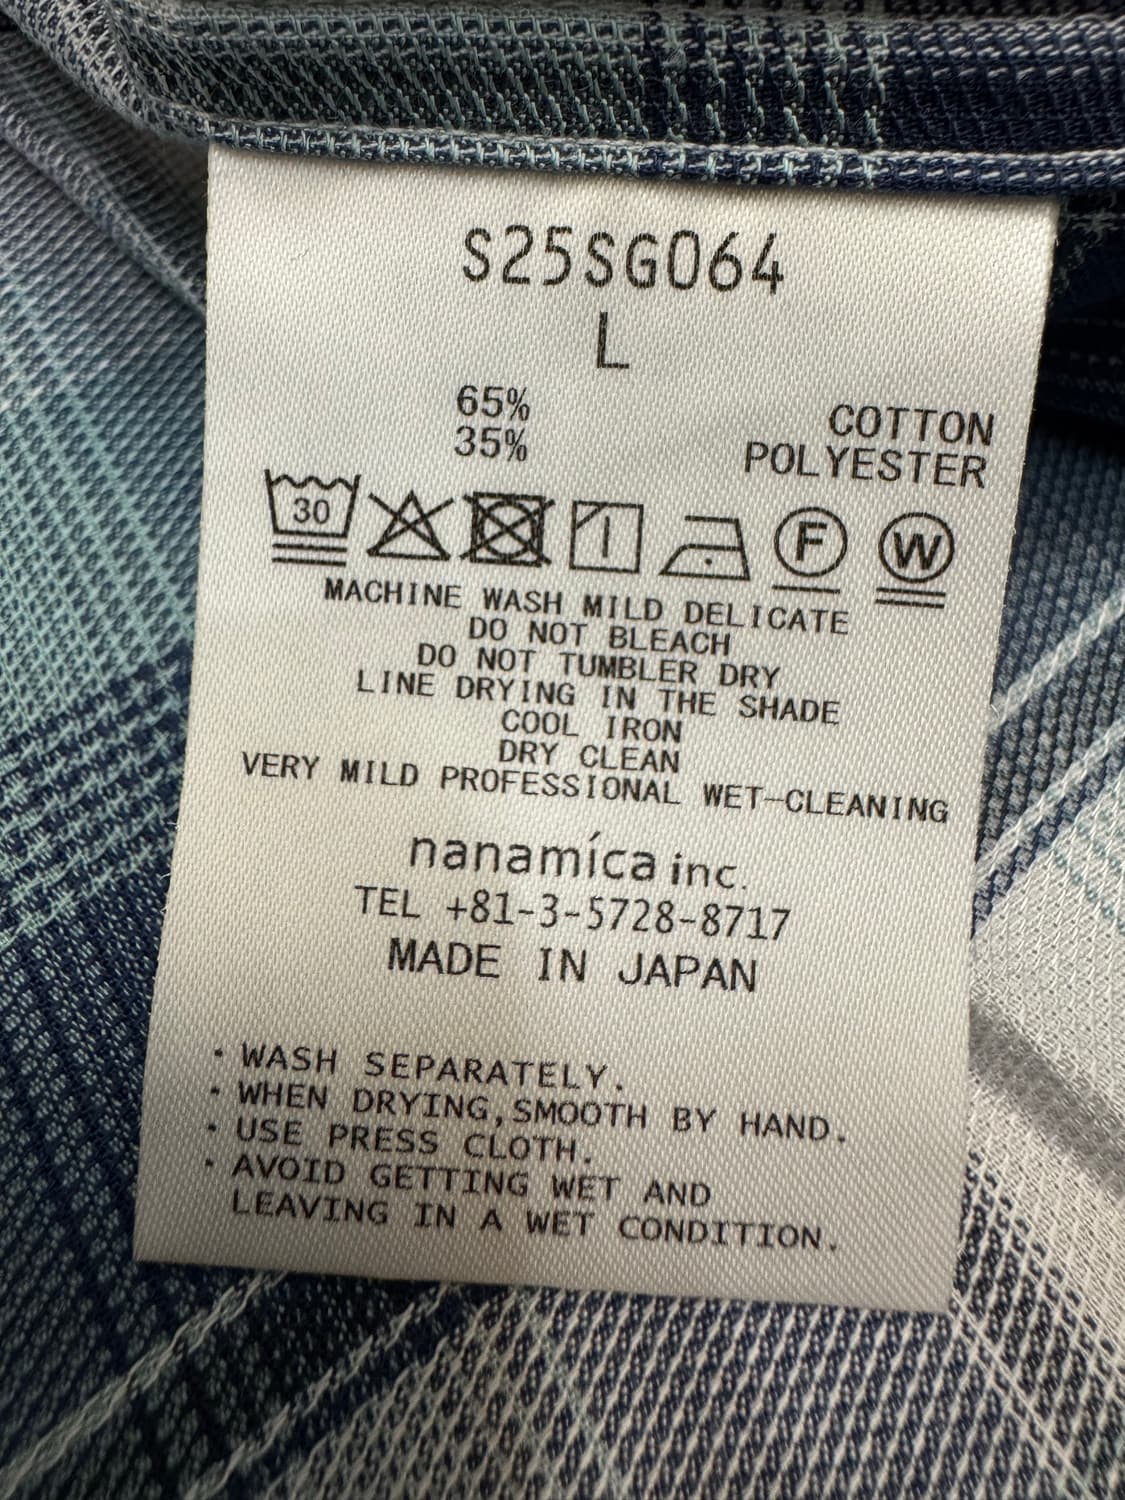 S25SG064
L
65% COTTON
35% POLYESTER
30 F W
MACHINE WASH MILD DELICATE
DO NOT BLEACH
DO NOT TUMBLER DRY
LINE DRYING IN THE SHADE
COOL IRON
DRY CLEAN
VERY MILD PROFESSIONAL WET-CLEANING
nanamíca inc.
TEL +81-3-5728-8717
MADE IN JAPAN
・WASH SEPARATELY.
・WHEN DRYING,SMOOTH BY HAND.
・USE PRESS CLOTH.
・AVOID GETTING WET AND
LEAVING IN A WET CONDITION.